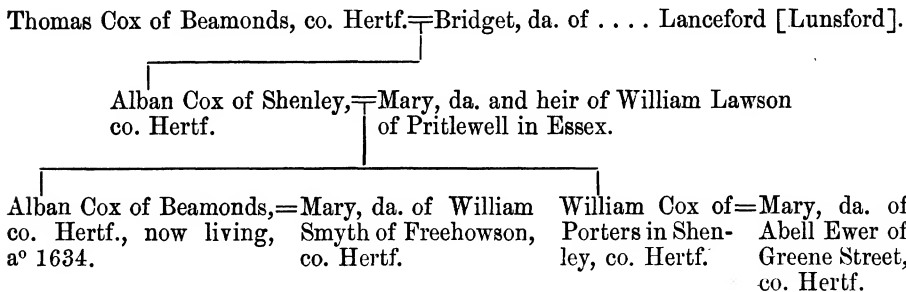 Thomas Cox of Beamonds, co. Hertf.=Bridget, da. of .... Lanceford [Lunsford].
Alban Cox of Shenley,=Mary, da. and heir of William Lawson
co. Hertf. of Pritlewell in Essex.
Alban Cox of Beamonds,=Mary, da. of William
co. Hertf., now living, Smyth of Freehowson,
aº 1634. co. Hertf.
William Cox of=Mary, da. of
Porters in Shen- Abell Ewer of
ley, co. Hertf. Greene Street,
co. Hertf.